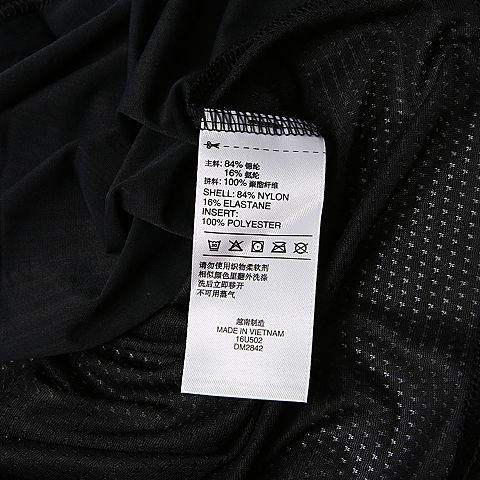 主料: 84% 锦纶
16% 氨纶
拼料: 100% 聚酯纤维
SHELL: 84% NYLON
16% ELASTANE
INSERT:
100% POLYESTER
请勿使用织物柔软剂
相似颜色里翻外洗涤
洗后立即移开
不可用蒸气
越南制造
MADE IN VIETNAM
16U502
DM2842